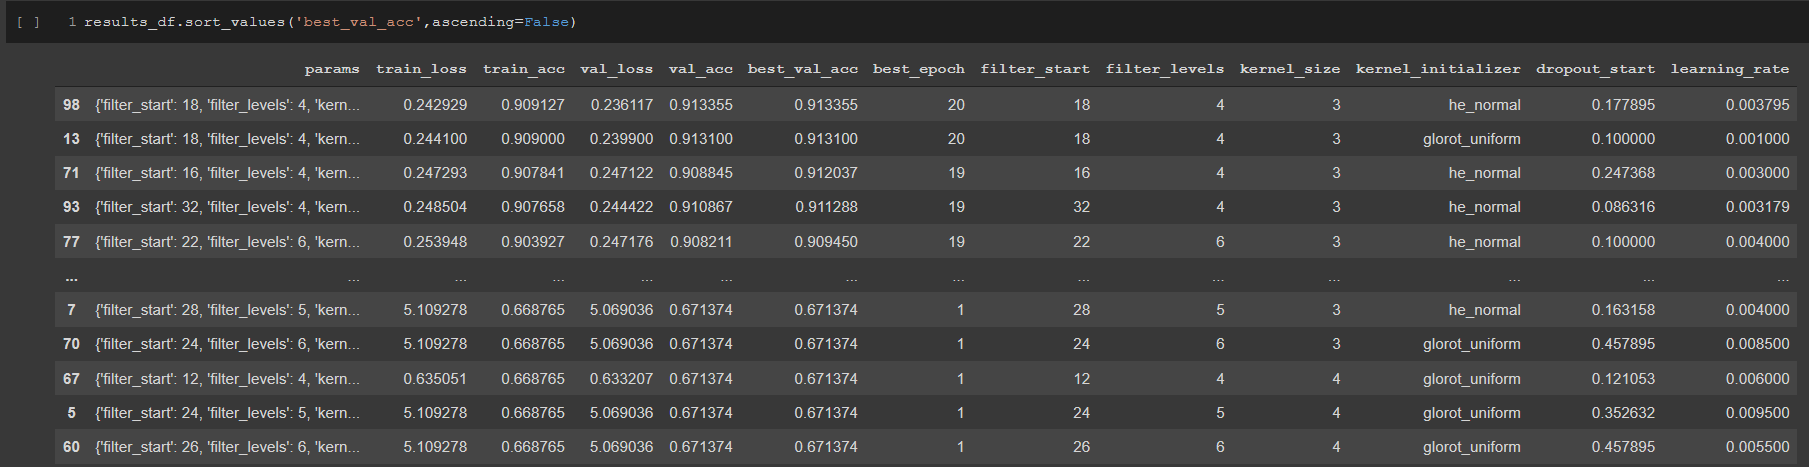 [ ] 1 results_df.sort_values('best_val_acc',ascending=False)
params train_loss train_acc val_loss val_acc best_val_acc best_epoch filter_start filter_levels kernel_size kernel_initializer dropout_start learning_rate
98 {'filter_start': 18, 'filter_levels': 4, 'kern... 0.242929 0.909127 0.236117 0.913355 0.913355 20 18 4 3 he_normal 0.177895 0.003795
13 {'filter_start': 18, 'filter_levels': 4, 'kern... 0.244100 0.909000 0.239900 0.913100 0.913100 20 18 4 3 glorot_uniform 0.100000 0.001000
71 {'filter_start': 16, 'filter_levels': 4, 'kern... 0.247293 0.907841 0.247122 0.908845 0.912037 19 16 4 3 he_normal 0.247368 0.003000
93 {'filter_start': 32, 'filter_levels': 4, 'kern... 0.248504 0.907658 0.244422 0.910867 0.911288 19 32 4 3 he_normal 0.086316 0.003179
77 {'filter_start': 22, 'filter_levels': 6, 'kern... 0.253948 0.903927 0.247176 0.908211 0.909450 19 22 6 3 he_normal 0.100000 0.004000
... ... ... ... ... ... ... ... ... ... ... ... ... ...
7 {'filter_start': 28, 'filter_levels': 5, 'kern... 5.109278 0.668765 5.069036 0.671374 0.671374 1 28 5 3 he_normal 0.163158 0.004000
70 {'filter_start': 24, 'filter_levels': 6, 'kern... 5.109278 0.668765 5.069036 0.671374 0.671374 1 24 6 3 glorot_uniform 0.457895 0.008500
67 {'filter_start': 12, 'filter_levels': 4, 'kern... 0.635051 0.668765 0.633207 0.671374 0.671374 1 12 4 4 glorot_uniform 0.121053 0.006000
5 {'filter_start': 24, 'filter_levels': 5, 'kern... 5.109278 0.668765 5.069036 0.671374 0.671374 1 24 5 4 glorot_uniform 0.352632 0.009500
60 {'filter_start': 26, 'filter_levels': 6, 'kern... 5.109278 0.668765 5.069036 0.671374 0.671374 1 26 6 4 glorot_uniform 0.457895 0.005500